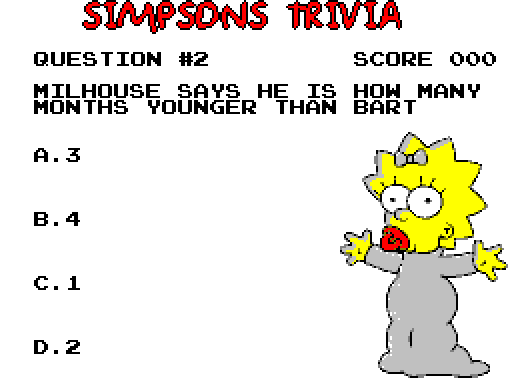 SIMPSONS TRIVIA
QUESTION #2 SCORE 000
MILHOUSE SAYS HE IS HOW MANY
MONTHS YOUNGER THAN BART
A.3
B.4
C.1
D.2